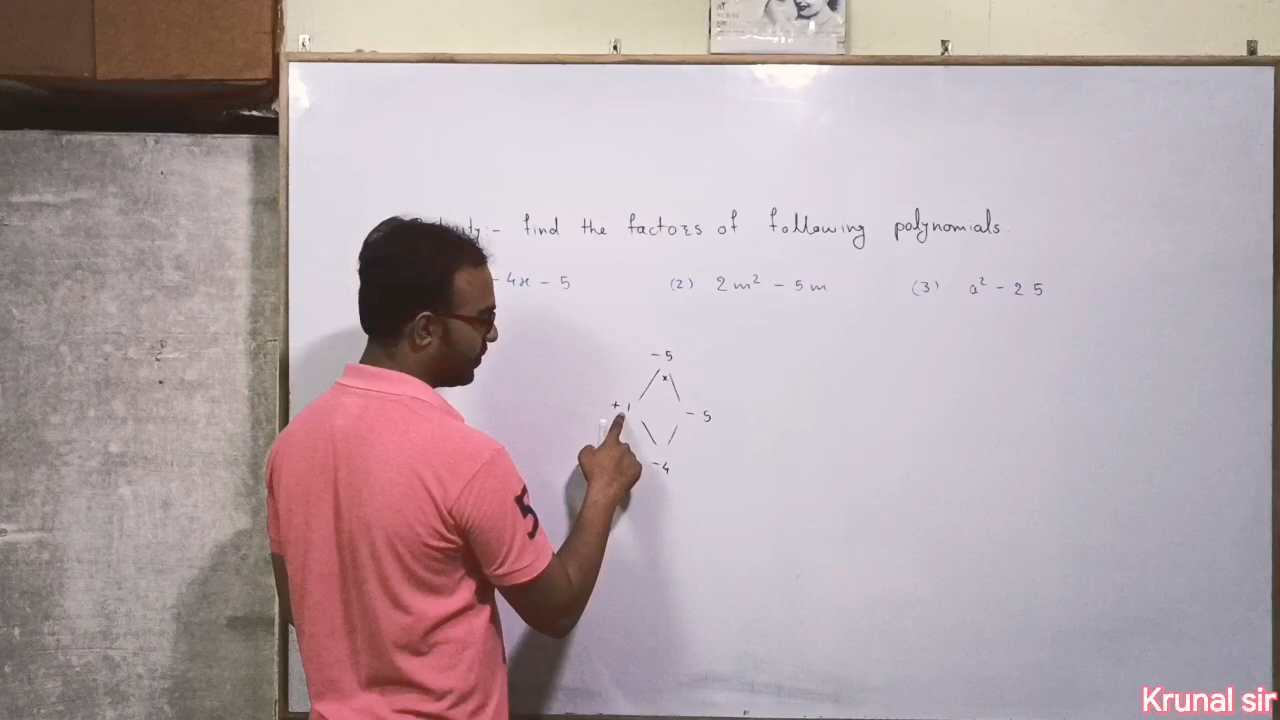 :- find the factors of following polynomials.
- 4x - 5 (2) 2m² - 5m (3) a² - 25
- 5
x
+ 1 - 5
- 4
5
Krunal sir